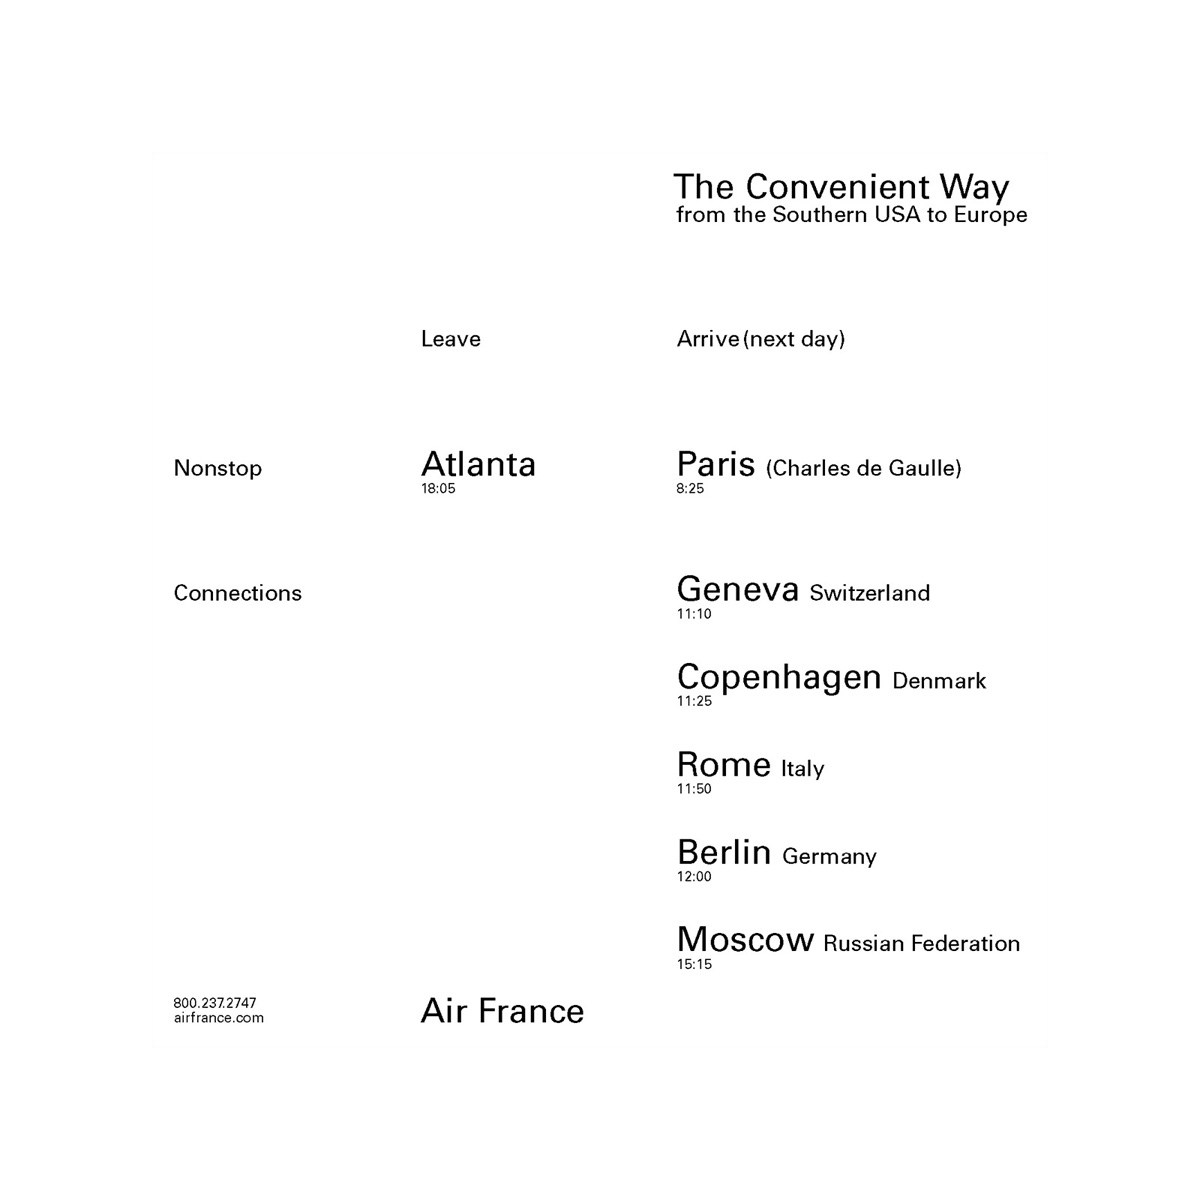 The Convenient Way
from the Southern USA to Europe
Leave Arrive (next day)
Nonstop Atlanta Paris (Charles de Gaulle)
18:05 8:25
Connections Geneva Switzerland
11:10
Copenhagen Denmark
11:25
Rome Italy
11:50
Berlin Germany
12:00
Moscow Russian Federation
15:15
800.237.2747
airfrance.com
Air France